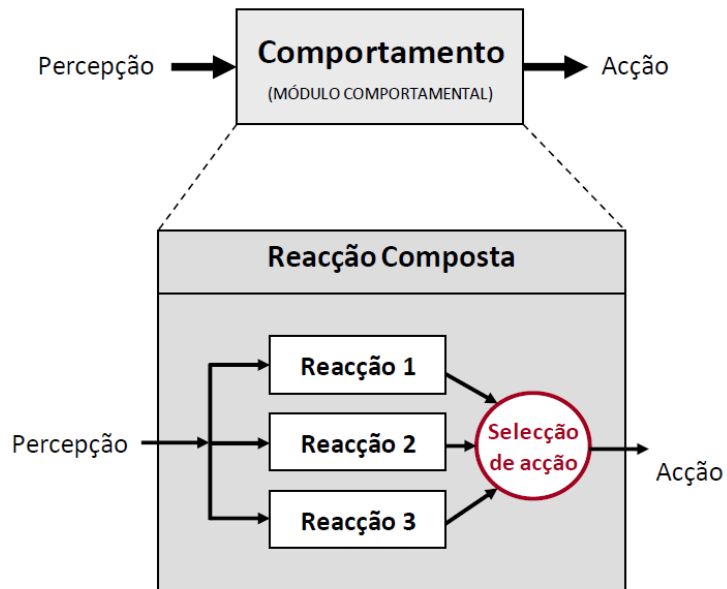 Comportamento
Percepção
Acção
(MÓDULO COMPORTAMENTAL)
Reacção Composta
Reacção 1
Reacção 2
Reacção 3
Percepção
Selecção
de acção
Acção